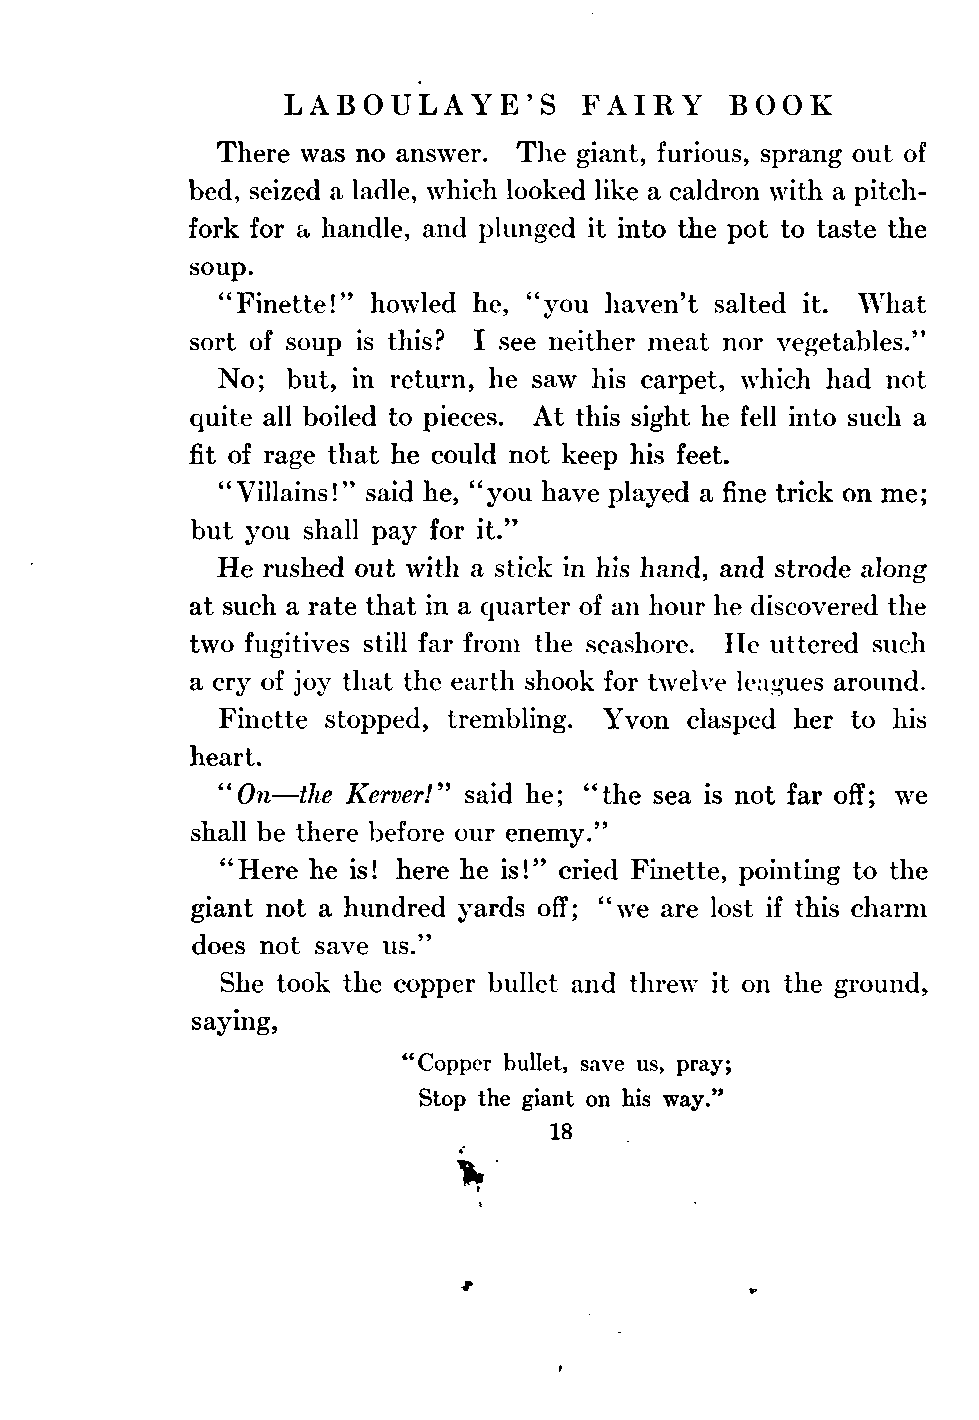 LABOULAYE'S FAIRY BOOK
There was no answer. The giant, furious, sprang out of
bed, seized a ladle, which looked like a caldron with a pitch-
fork for a handle, and plunged it into the pot to taste the
soup.
"Finette!" howled he, "you haven't salted it. What
sort of soup is this? I see neither meat nor vegetables."
No; but, in return, he saw his carpet, which had not
quite all boiled to pieces. At this sight he fell into such a
fit of rage that he could not keep his feet.
"Villains!" said he, "you have played a fine trick on me;
but you shall pay for it."
He rushed out with a stick in his hand, and strode along
at such a rate that in a quarter of an hour he discovered the
two fugitives still far from the seashore. He uttered such
a cry of joy that the earth shook for twelve leagues around.
Finette stopped, trembling. Yvon clasped her to his
heart.
"On—the Kerver!" said he; "the sea is not far off; we
shall be there before our enemy."
"Here he is! here he is!" cried Finette, pointing to the
giant not a hundred yards off; "we are lost if this charm
does not save us."
She took the copper bullet and threw it on the ground,
saying,
"Copper bullet, save us, pray;
Stop the giant on his way."
18